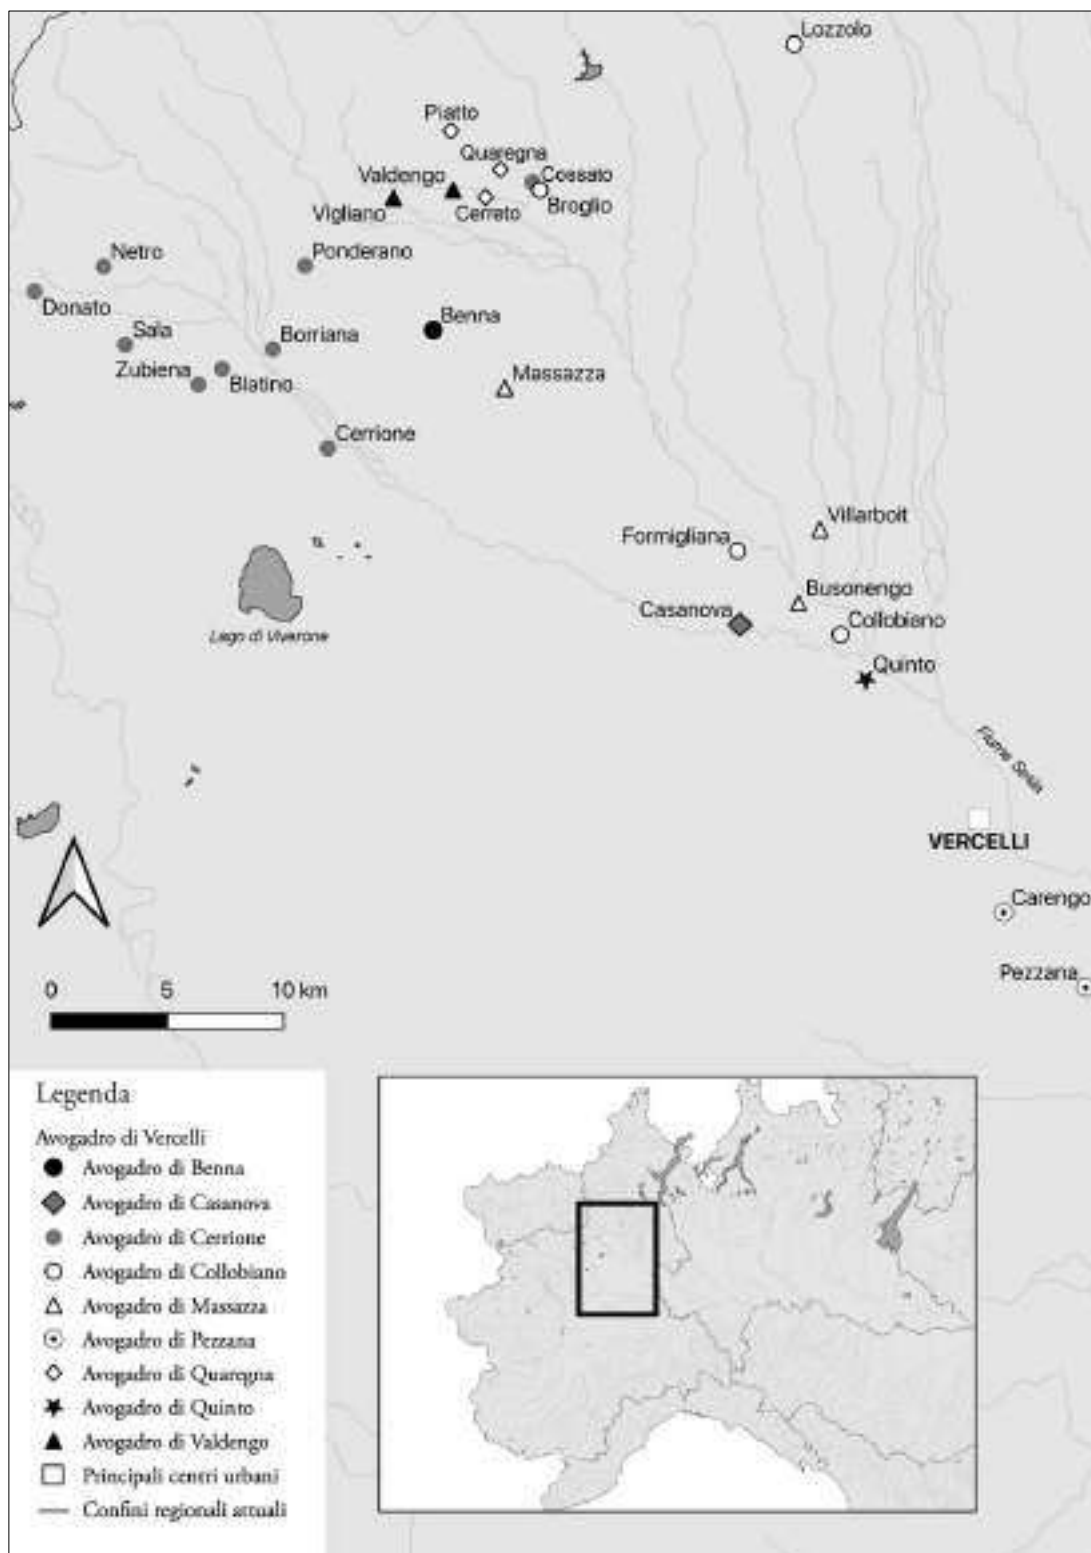 Lozzolo
Piatto
Quaregna
Valdengo
Cossato
Vigliano
Cerreto
Broglio
Netro
Ponderano
Donato
Benna
Sala
Borriana
Zubiena
Blatino
Massazza
Cerrione
Villarboit
Formigliana
Busonengo
Casanova
Collobiano
Lago di Viverone
Quinto
Fiume Sesia
VERCELLI
Carengo
Pezzana
0 5 10 km
Legenda
Avogadro di Vercelli
Avogadro di Benna
Avogadro di Casanova
Avogadro di Cerrione
Avogadro di Collobiano
Avogadro di Massazza
Avogadro di Pezzana
Avogadro di Quaregna
Avogadro di Quinto
Avogadro di Valdengo
Principali centri urbani
Confini regionali attuali